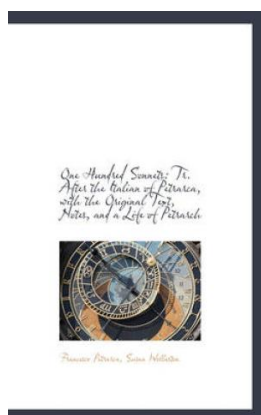 One Hundred Sonnets: Tr.
After the Italian of Petrarca,
with the Original Text,
Notes, and a Life of Petrarch
Francesco Petrarca, Susan Wollaston